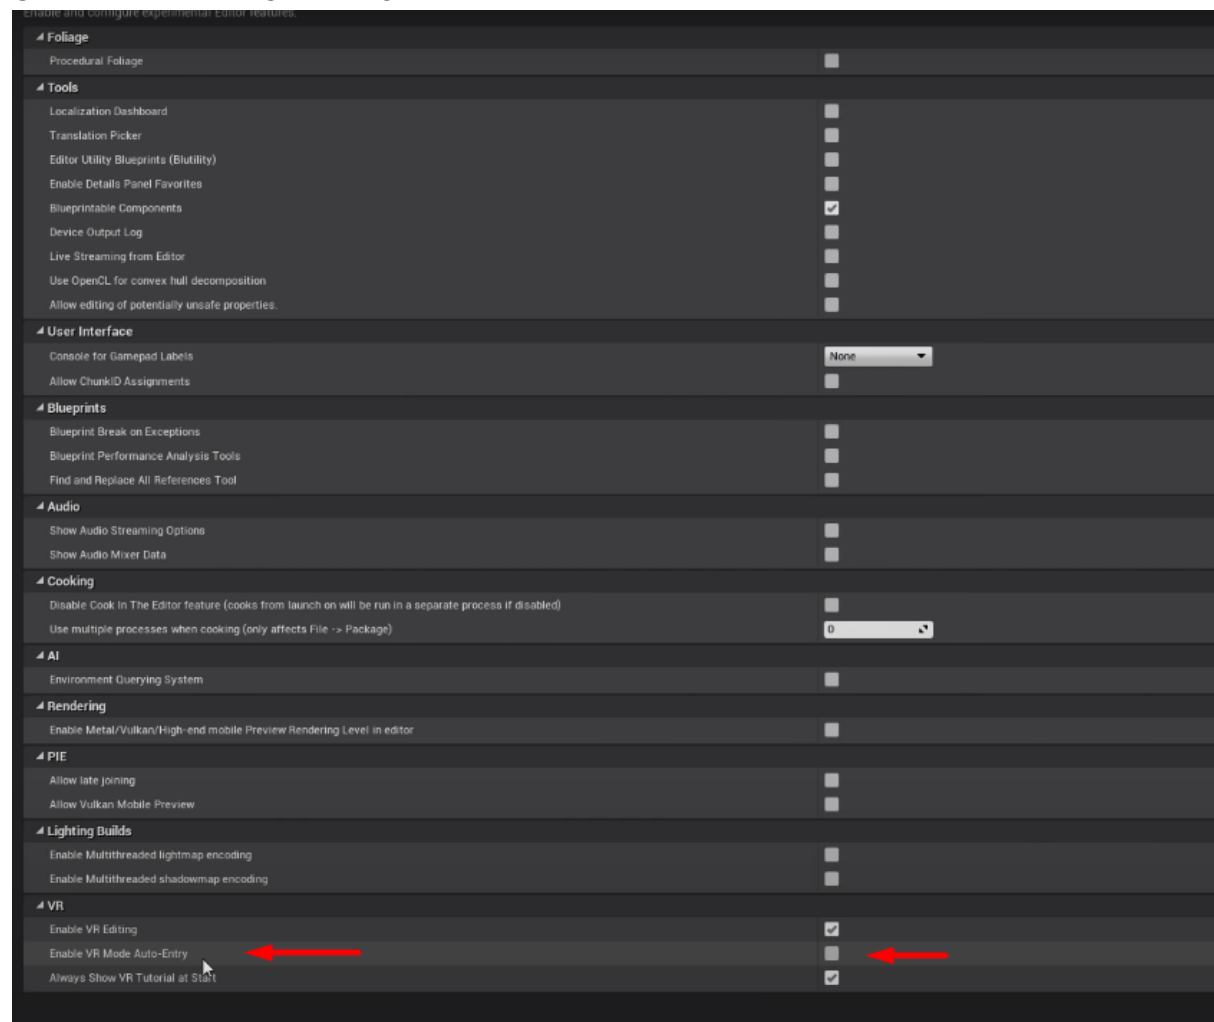 Enable and configure experimental Editor features.
Foliage
Procedural Foliage
Tools
Localization Dashboard
Translation Picker
Editor Utility Blueprints (Blutility)
Enable Details Panel Favorites
Blueprintable Components
Device Output Log
Live Streaming from Editor
Use OpenCL for convex hull decomposition
Allow editing of potentially unsafe properties.
User Interface
Console for Gamepad Labels None
Allow ChunkID Assignments
Blueprints
Blueprint Break on Exceptions
Blueprint Performance Analysis Tools
Find and Replace All References Tool
Audio
Show Audio Streaming Options
Show Audio Mixer Data
Cooking
Disable Cook In The Editor feature (cooks from launch on will be run in a separate process if disabled)
Use multiple processes when cooking (only affects File -> Package) 0
AI
Environment Querying System
Rendering
Enable Metal/Vulkan/High-end mobile Preview Rendering Level in editor
PIE
Allow late joining
Allow Vulkan Mobile Preview
Lighting Builds
Enable Multithreaded lightmap encoding
Enable Multithreaded shadowmap encoding
VR
Enable VR Editing
Enable VR Mode Auto-Entry
Always Show VR Tutorial at Start